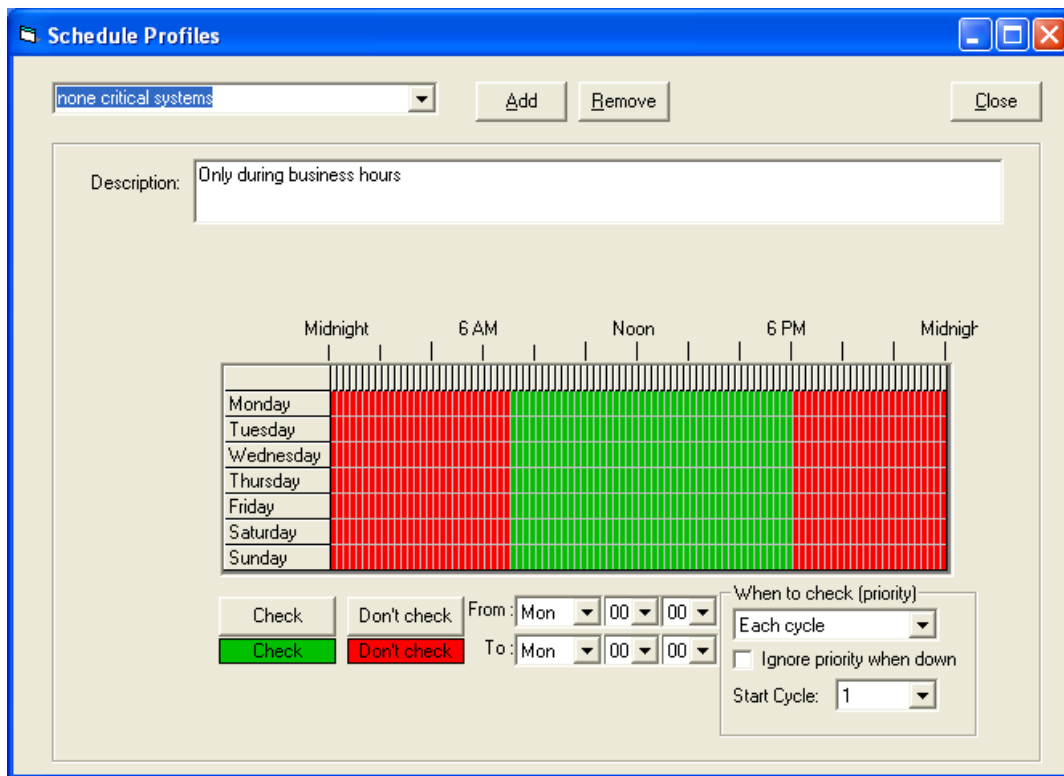 Schedule Profiles
none critical systems Add Remove Close
Description: Only during business hours
Midnight 6 AM Noon 6 PM Midnigh
Monday
Tuesday
Wednesday
Thursday
Friday
Saturday
Sunday
Check Don't check From : Mon 00 00
Check Don't check To : Mon 00 00
When to check (priority)
Each cycle
Ignore priority when down
Start Cycle: 1